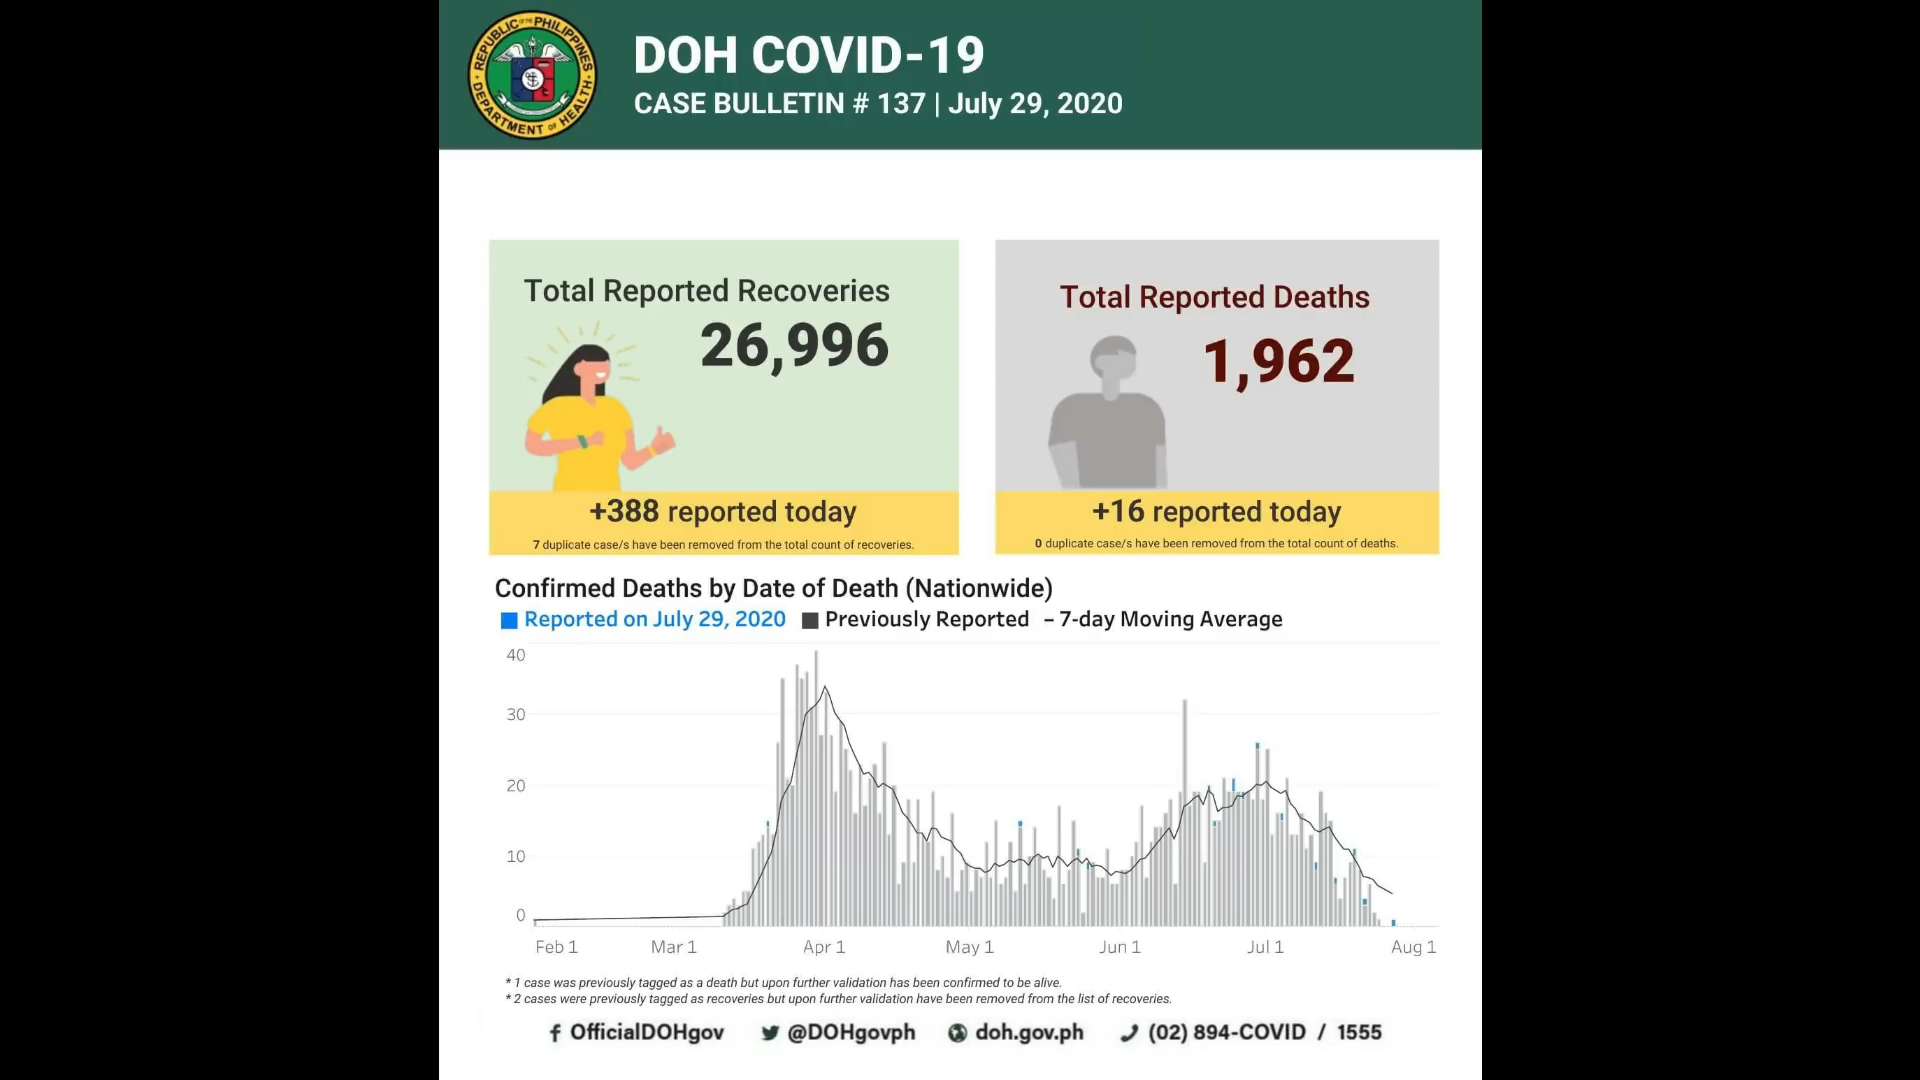 REPUBLIC OF THE PHILIPPINES
DEPARTMENT OF HEALTH
DOH COVID-19
CASE BULLETIN # 137 | July 29, 2020
Total Reported Recoveries
26,996
+388 reported today
7 duplicate case/s have been removed from the total count of recoveries.
Total Reported Deaths
1,962
+16 reported today
0 duplicate case/s have been removed from the total count of deaths.
Confirmed Deaths by Date of Death (Nationwide)
Reported on July 29, 2020 Previously Reported – 7-day Moving Average
40
30
20
10
0
Feb 1 Mar 1 Apr 1 May 1 Jun 1 Jul 1 Aug 1
* 1 case was previously tagged as a death but upon further validation has been confirmed to be alive.
* 2 cases were previously tagged as recoveries but upon further validation have been removed from the list of recoveries.
OfficialDOHgov @DOHgovph doh.gov.ph (02) 894-COVID / 1555